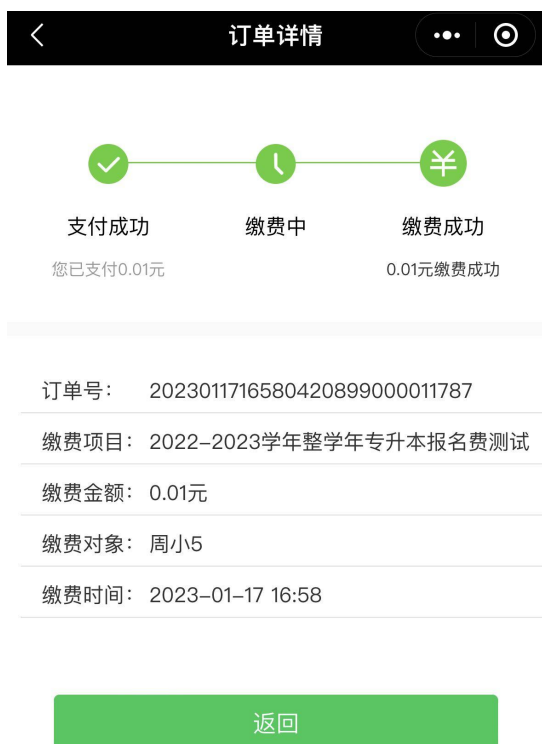 订单详情
支付成功 缴费中 缴费成功
您已支付0.01元 0.01元缴费成功
订单号： 20230117165804208990000011787
缴费项目： 2022-2023学年整学年专升本报名费测试
缴费金额： 0.01元
缴费对象： 周小5
缴费时间： 2023-01-17 16:58
返回